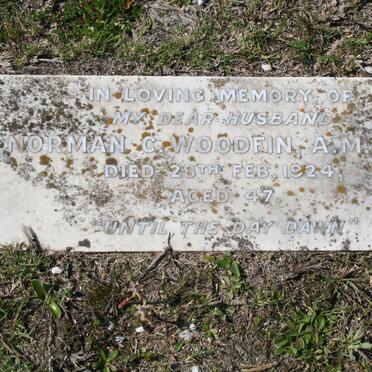 IN LOVING MEMORY OF
MY DEAR HUSBAND
NORMAN C. WOODFIN, A.M.
DIED 28TH FEB. 1924,
AGED 47
"UNTIL THE DAY DAWN"